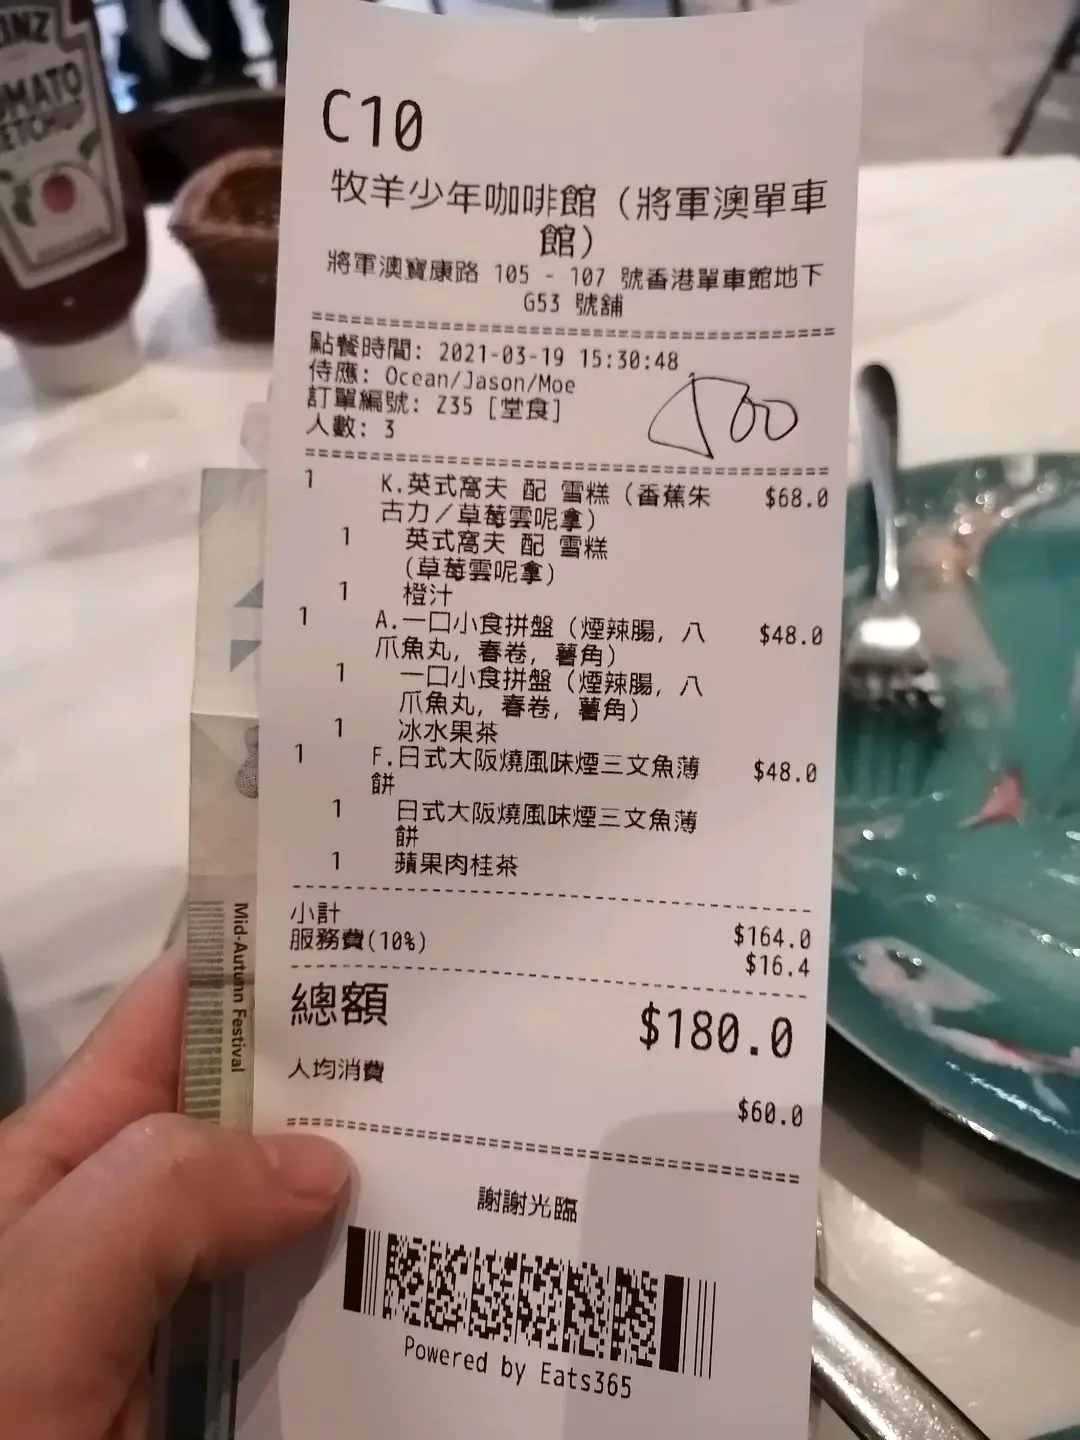 INZ
TOMATO
KETCHUP
C10
牧羊少年咖啡館（將軍澳單車
館）
將軍澳寶康路 105 - 107 號香港單車館地下
G53 號舖
點餐時間: 2021-03-19 15:30:48
侍應: Ocean/Jason/Moe
訂單編號: Z35 [堂食]
人數: 3
1 K.英式窩夫 配 雪糕（香蕉朱 $68.0
古力／草莓雲呢拿）
1 英式窩夫 配 雪糕
（草莓雲呢拿）
1 橙汁
1 A.一口小食拼盤（煙辣腸, 八 $48.0
爪魚丸, 春卷, 薯角）
1 一口小食拼盤（煙辣腸, 八
爪魚丸, 春卷, 薯角）
1 冰水果茶
1 F.日式大阪燒風味煙三文魚薄 $48.0
餅
1 日式大阪燒風味煙三文魚薄
餅
1 蘋果肉桂茶
小計 $164.0
服務費(10%) $16.4
總額 $180.0
人均消費
$60.0
謝謝光臨
Powered by Eats365
Mid-Autumn Festival